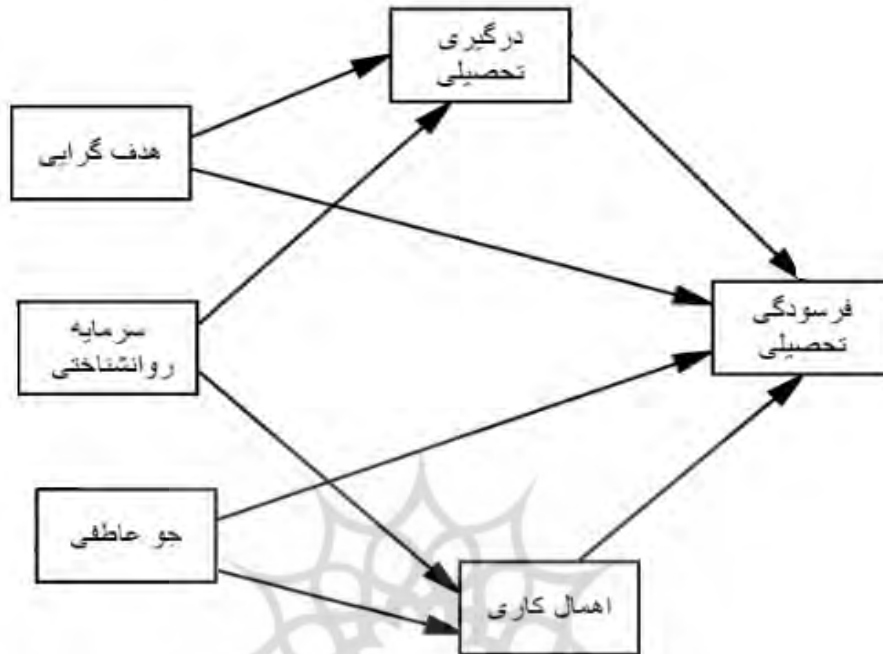 درگیری
تحصیلی
هدف گرایی
سرمایه
روانشناختی
فرسودگی
تحصیلی
جو عاطفی
اهمال کاری